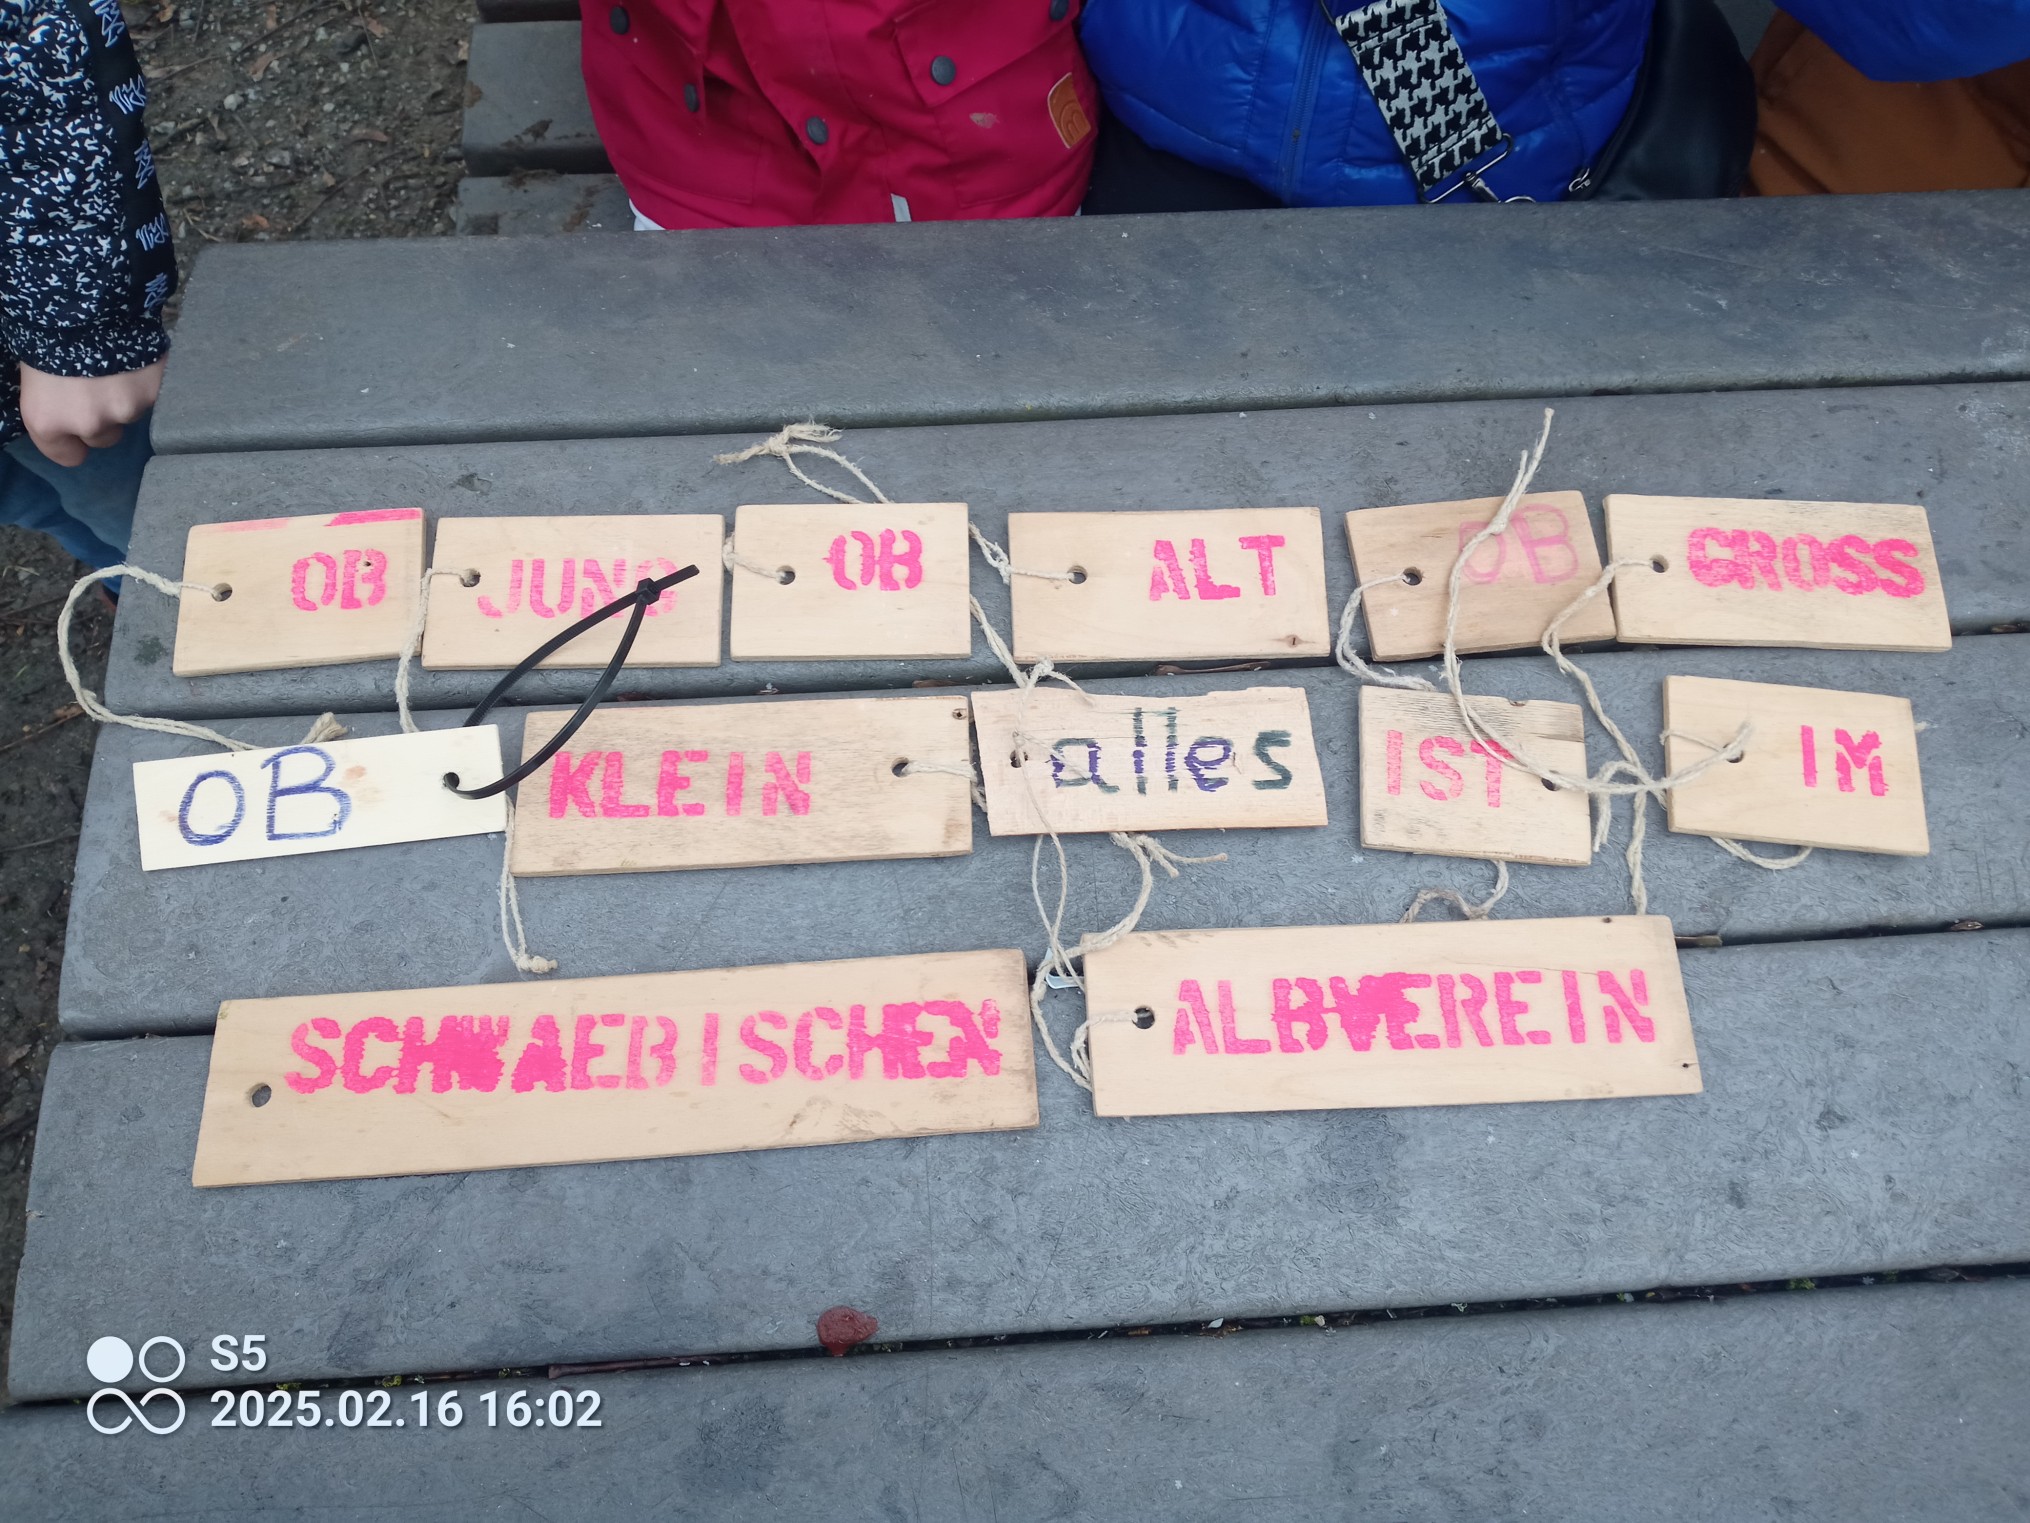 OB JUNG OB ALT OB GROSS
OB KLEIN alles IST IM
SCHWAEBISCHEN ALBVEREIN
S5
2025.02.16 16:02